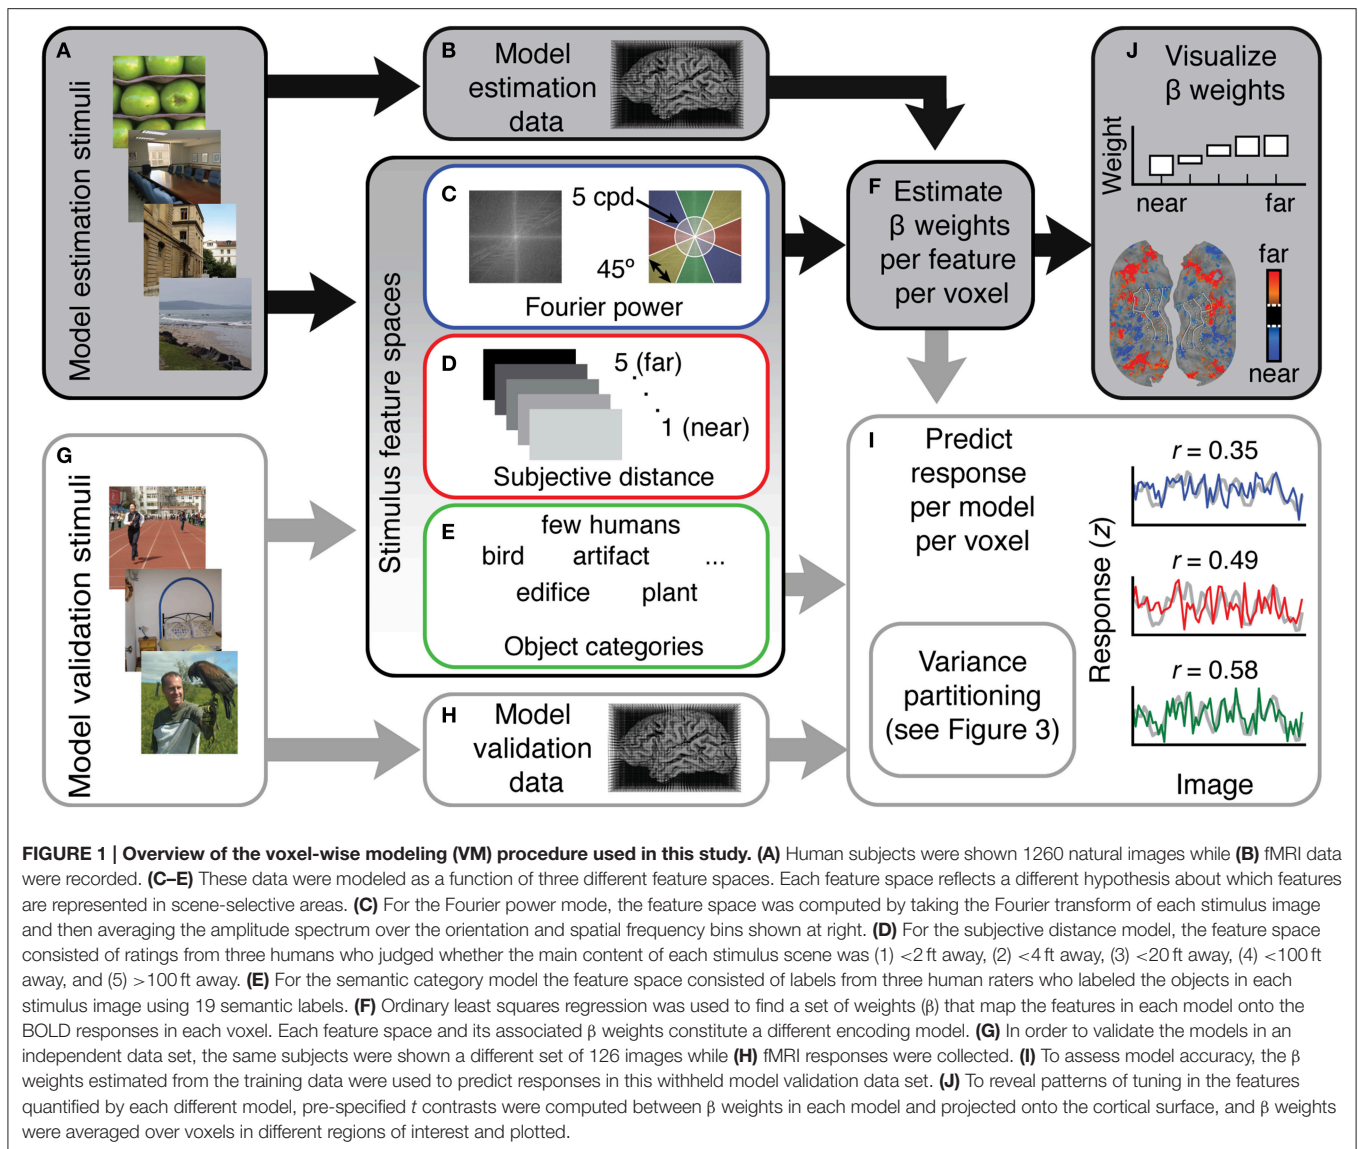 A
Model estimation stimuli
B
Model
estimation
data
C
5 cpd
45º
Fourier power
Stimulus feature spaces
D
5 (far)
1 (near)
Subjective distance
E
few humans
bird artifact ...
edifice plant
Object categories
F
Estimate
β weights
per feature
per voxel
J
Visualize
β weights
Weight
near far
far
near
G
Model validation stimuli
H
Model
validation
data
I
Predict
response
per model
per voxel
Variance
partitioning
(see Figure 3)
Response (z)
r = 0.35
r = 0.49
r = 0.58
Image
FIGURE 1 | Overview of the voxel-wise modeling (VM) procedure used in this study. (A) Human subjects were shown 1260 natural images while (B) fMRI data
were recorded. (C–E) These data were modeled as a function of three different feature spaces. Each feature space reflects a different hypothesis about which features
are represented in scene-selective areas. (C) For the Fourier power mode, the feature space was computed by taking the Fourier transform of each stimulus image
and then averaging the amplitude spectrum over the orientation and spatial frequency bins shown at right. (D) For the subjective distance model, the feature space
consisted of ratings from three humans who judged whether the main content of each stimulus scene was (1) <2 ft away, (2) <4 ft away, (3) <20 ft away, (4) <100 ft
away, and (5) >100 ft away. (E) For the semantic category model the feature space consisted of labels from three human raters who labeled the objects in each
stimulus image using 19 semantic labels. (F) Ordinary least squares regression was used to find a set of weights (β) that map the features in each model onto the
BOLD responses in each voxel. Each feature space and its associated β weights constitute a different encoding model. (G) In order to validate the models in an
independent data set, the same subjects were shown a different set of 126 images while (H) fMRI responses were collected. (I) To assess model accuracy, the β
weights estimated from the training data were used to predict responses in this withheld model validation data set. (J) To reveal patterns of tuning in the features
quantified by each different model, pre-specified t contrasts were computed between β weights in each model and projected onto the cortical surface, and β weights
were averaged over voxels in different regions of interest and plotted.